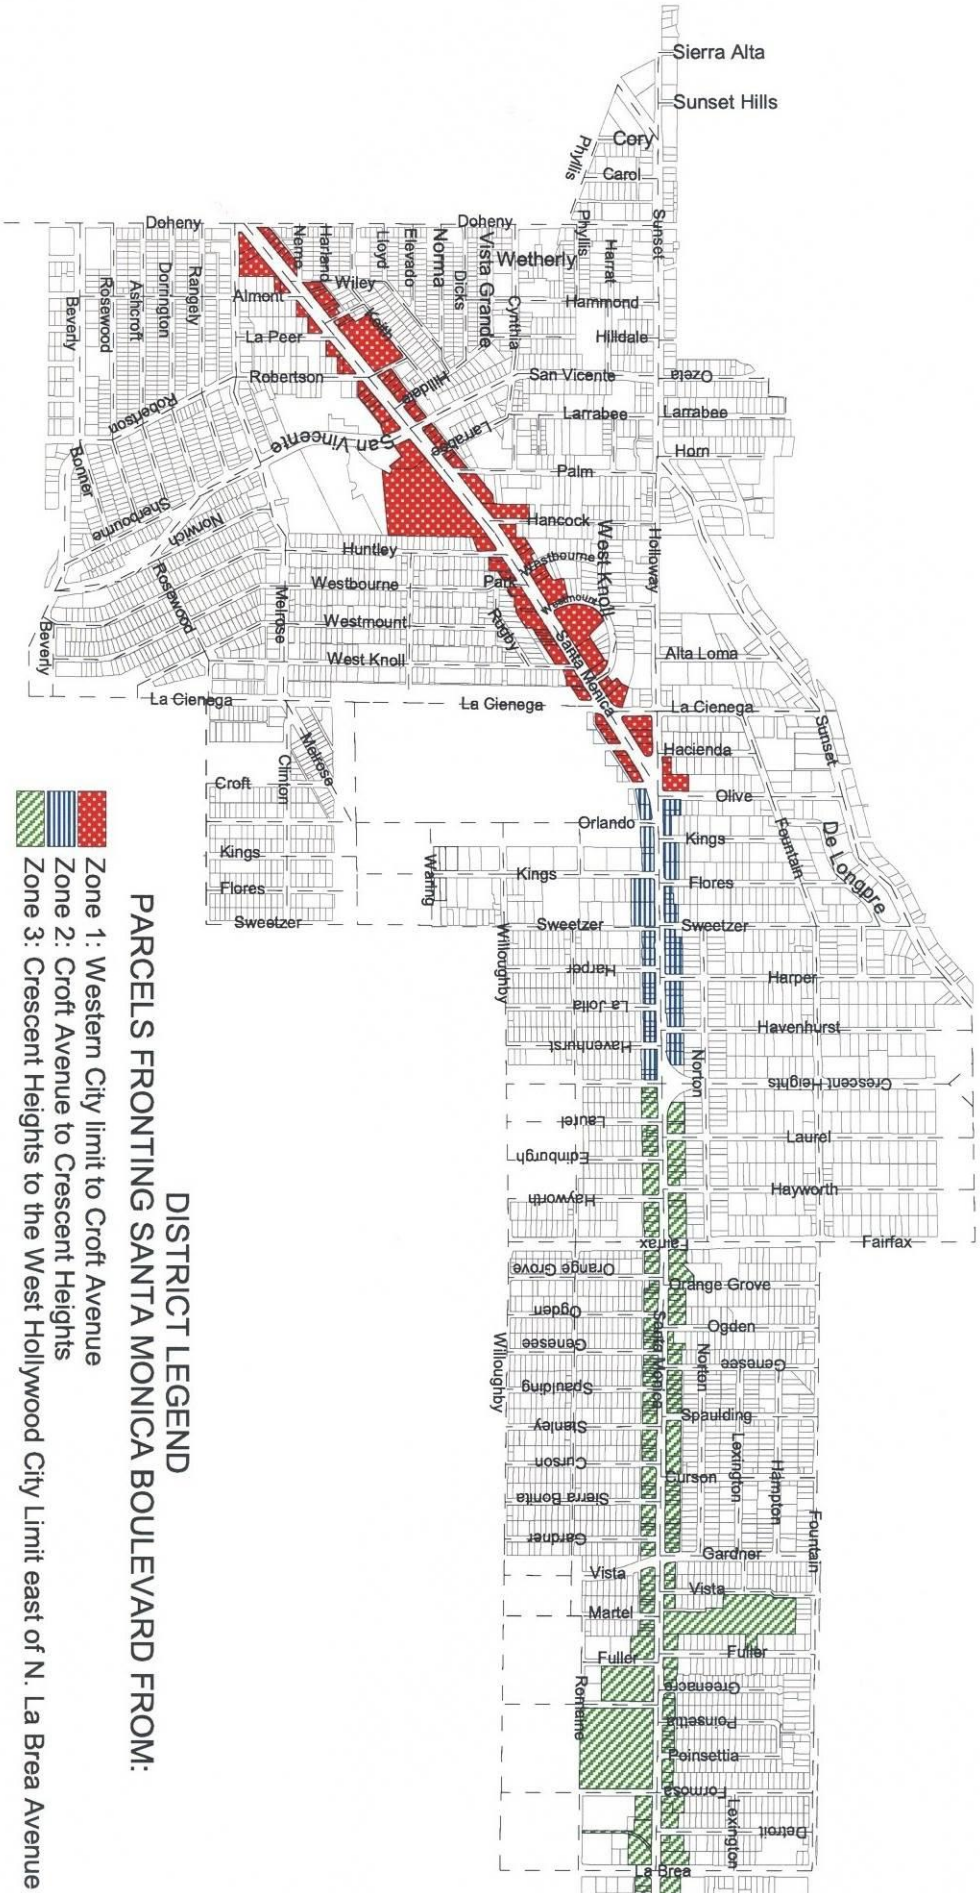 Sierra Alta
Sunset Hills
Cory
Phyllis
Carol
Doheny
Doheny
Phyllis
Sunset
Nemo
Harland
Lloyd
Elevado
Norma
Vista Grande
Wetherly
Harrat
Rosewood
Ashcroft
Dorrington
Rangely
Wiley
Dicks
Almont
Hammond
Beverly
Cynthia
Keith
La Peer
Hilldale
Robertson
Hilldale
San Vicente
Ozeta
Robertson
Larrabee
Larrabee
Larrabee
San Vincente
Horn
Bonner
Palm
Sherbourne
Norwich
Hancock
West Knoll
Holloway
Huntley
Westbourne
Rosewood
Westbourne
Park
Melrose
Westmount
Westmount
Rugby
Beverly
West Knoll
Santa Monica
Alta Loma
La Cienega
La Cienega
La Cienega
Sunset
Melrose
Hacienda
Clinton
Croft
Olive
Orlando
Fountain
De Longpre
Kings
Kings
Waring
Kings
Flores
Flores
Sweetzer
Sweetzer
Sweetzer
Willoughby
Harper
Harper
La Jolla
Havenhurst
Havenhurst
Norton
Crescent Heights
Laurel
Laurel
Edinburgh
Hayworth
Hayworth
Fairfax
Fairfax
Orange Grove
Orange Grove
Ogden
Ogden
Santa Monica
Genesee
Norton
Genesee
Willoughby
Spaulding
Spaulding
Stanley
Lexington
Curson
Curson
Hampton
Sierra Bonita
Gardner
Gardner
Fountain
Vista
Vista
Martel
Fuller
Fuller
Romaine
Greenacre
Poinsettia
Poinsettia
Formosa
Lexington
Detroit
La Brea
DISTRICT LEGEND
PARCELS FRONTING SANTA MONICA BOULEVARD FROM:
Zone 1: Western City limit to Croft Avenue
Zone 2: Croft Avenue to Crescent Heights
Zone 3: Crescent Heights to the West Hollywood City Limit east of N. La Brea Avenue